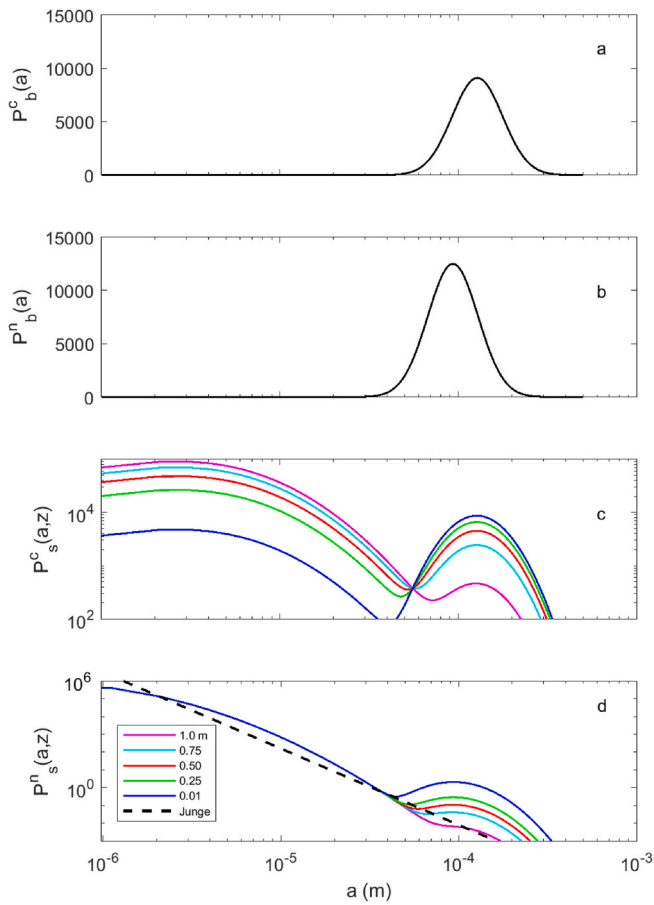 15000
10000
5000
0
P^c_b(a)
a
15000
10000
5000
0
P^n_b(a)
b
10^4
10^2
P^c_s(a,z)
c
10^6
10^0
P^n_s(a,z)
d
1.0 m
0.75
0.50
0.25
0.01
Junge
10^-6
10^-5
10^-4
10^-3
a (m)